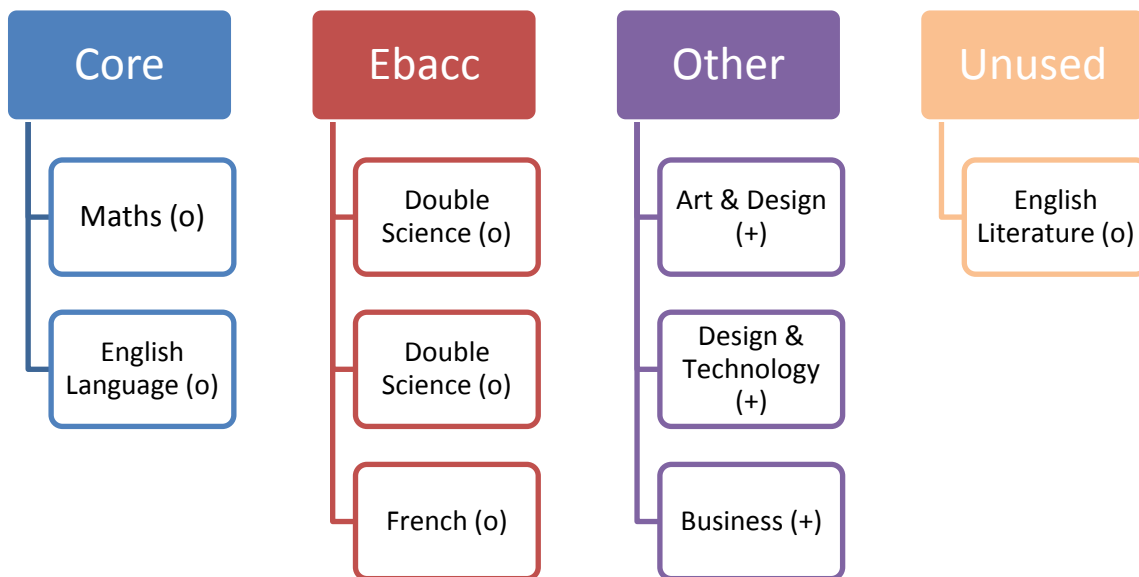 Core
Maths (o)
English
Language (o)
Ebacc
Double
Science (o)
Double
Science (o)
French (o)
Other
Art & Design
(+)
Design &
Technology
(+)
Business (+)
Unused
English
Literature (o)